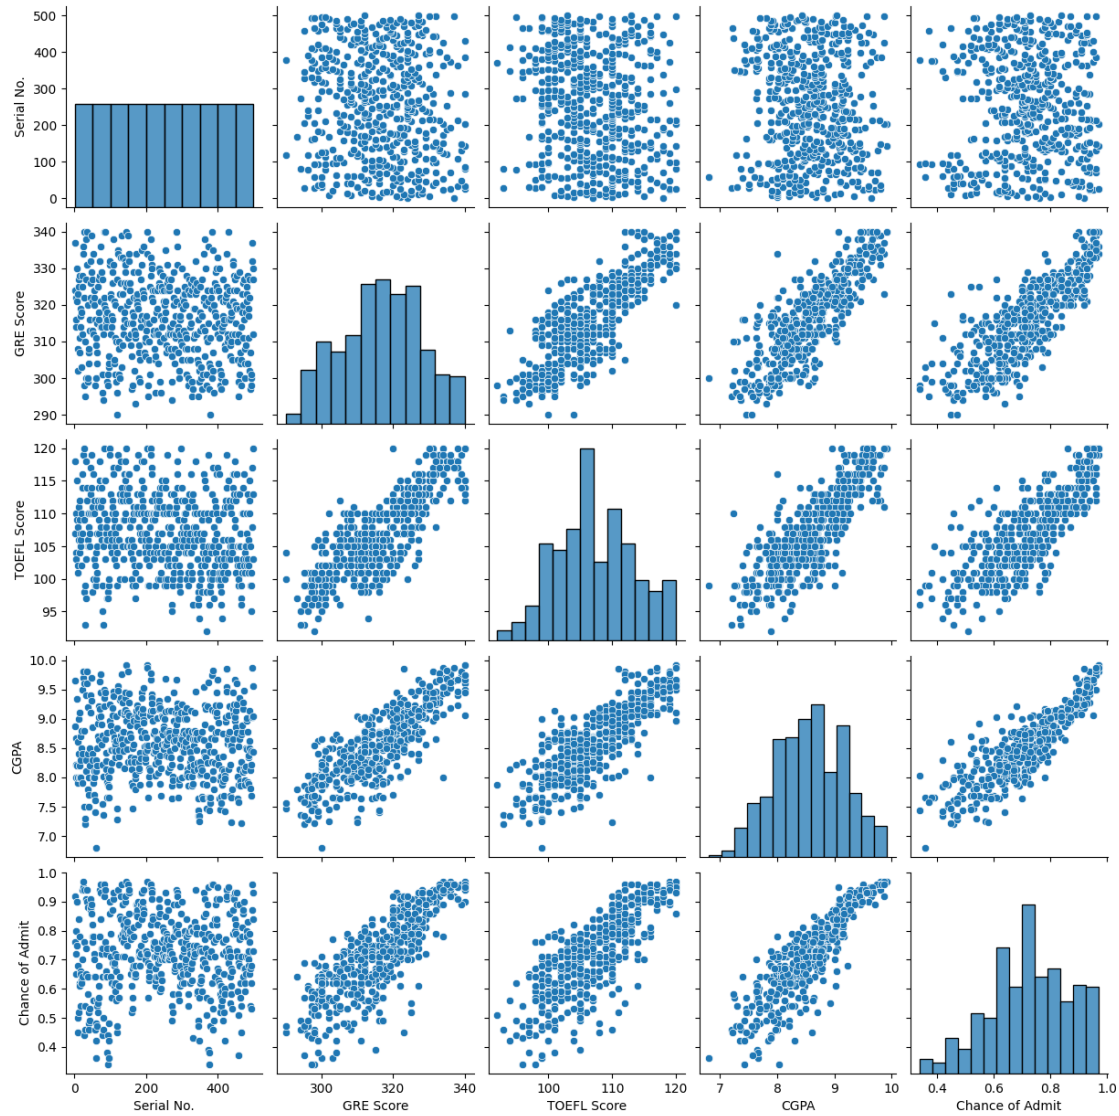 500
400
300
200
100
0
Serial No.
340
330
320
310
300
290
GRE Score
120
115
110
105
100
95
TOEFL Score
10.0
9.5
9.0
8.5
8.0
7.5
7.0
CGPA
1.0
0.9
0.8
0.7
0.6
0.5
0.4
Chance of Admit
0 200 400
300 320 340
100 110 120
7 8 9 10
0.4 0.6 0.8 1.0
Serial No. GRE Score TOEFL Score CGPA Chance of Admit